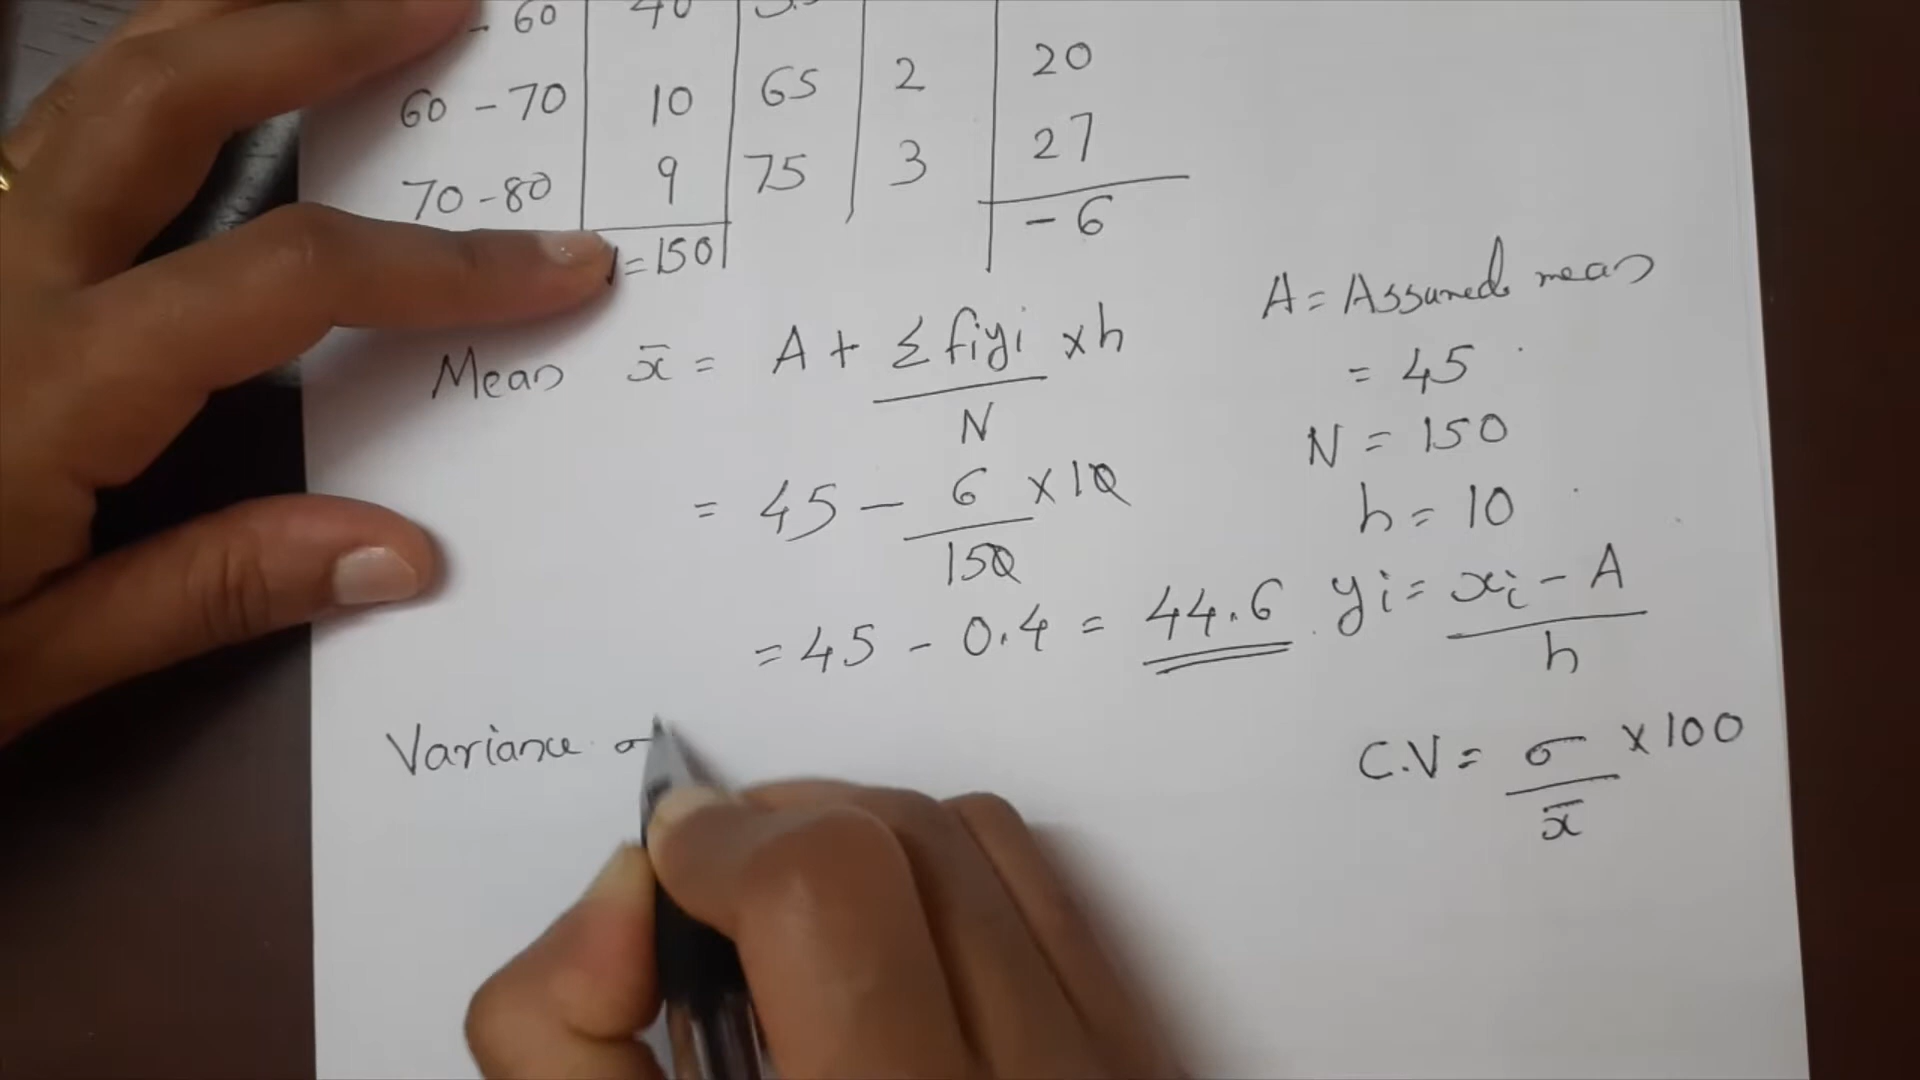 - 60 40
60 - 70 10 65 2 20
70 - 80 9 75 3 27
=150 - 6
A = Assumed mean
= 45
N = 150
h = 10
yi = xi - A / h
Mean x̄ = A + Σfiyi / N × h
= 45 - 6 / 150 × 10
= 45 - 0.4 = 44.6
Variance σ
C.V = σ / x̄ × 100